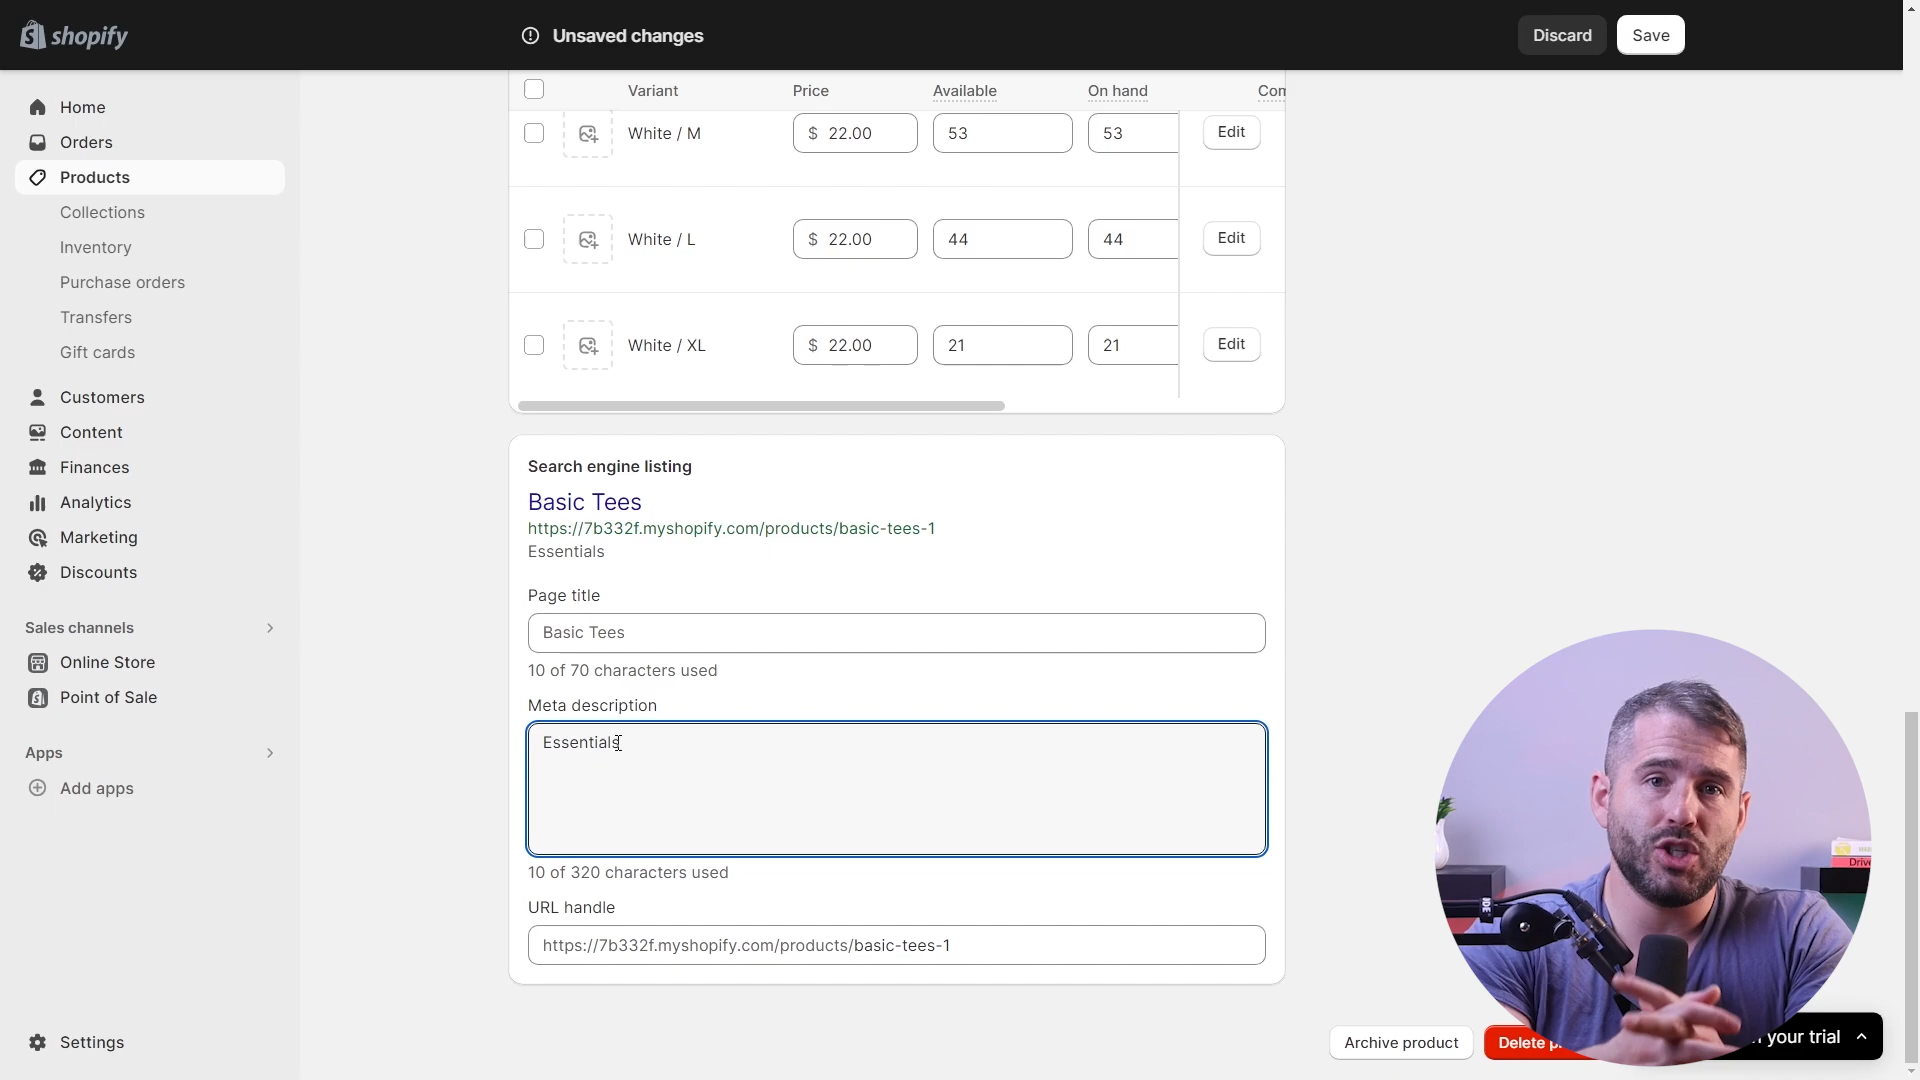 shopify
Unsaved changes
Discard
Save
Home
Orders
Products
Collections
Inventory
Purchase orders
Transfers
Gift cards
Customers
Content
Finances
Analytics
Marketing
Discounts
Sales channels
Online Store
Point of Sale
Apps
Add apps
Settings
Variant Price Available On hand Com
White / M $ 22.00 53 53 Edit
White / L $ 22.00 44 44 Edit
White / XL $ 22.00 21 21 Edit
Search engine listing
Basic Tees
https://7b332f.myshopify.com/products/basic-tees-1
Essentials
Page title
Basic Tees
10 of 70 characters used
Meta description
Essentials
10 of 320 characters used
URL handle
https://7b332f.myshopify.com/products/basic-tees-1
Archive product
Delete
your trial
Drive